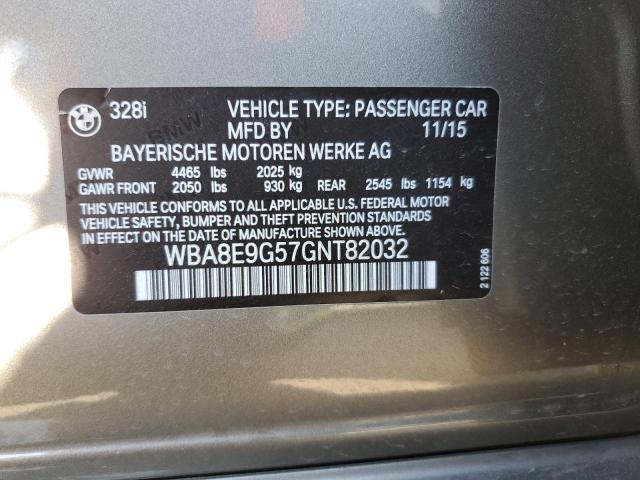 328i VEHICLE TYPE: PASSENGER CAR
MFD BY 11/15
BAYERISCHE MOTOREN WERKE AG
GVWR 4465 lbs 2025 kg
GAWR FRONT 2050 lbs 930 kg REAR 2545 lbs 1154 kg
THIS VEHICLE CONFORMS TO ALL APPLICABLE U.S. FEDERAL MOTOR
VEHICLE SAFETY, BUMPER AND THEFT PREVENTION STANDARDS
IN EFFECT ON THE DATE OF MANUFACTURE SHOWN ABOVE.
WBA8E9G57GNT82032
2 122 606
BMW